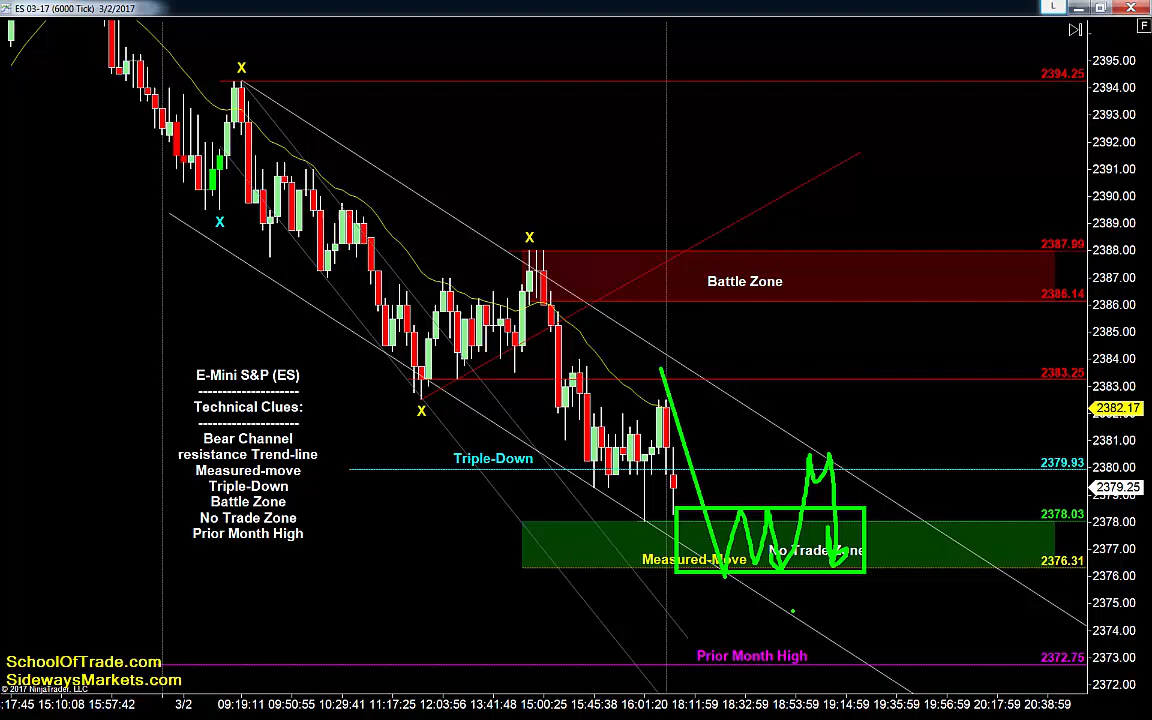 ES 03-17 (6000 Tick) 3/2/2017
L
F
X
X
X
X
2394.25
2387.99
2386.14
2383.25
2379.93
2378.03
2376.31
2372.75
Battle Zone
E-Mini S&P (ES)
--------------------
Technical Clues:
--------------------
Bear Channel
resistance Trend-line
Measured-move
Triple-Down
Battle Zone
No Trade Zone
Prior Month High
Triple-Down
No Trade Zone
Measured-Move
Prior Month High
2395.00
2394.00
2393.00
2392.00
2391.00
2390.00
2389.00
2388.00
2387.00
2386.00
2385.00
2384.00
2383.00
2382.17
2381.00
2380.00
2379.25
2378.00
2377.00
2376.00
2375.00
2374.00
2373.00
2372.00
SchoolOfTrade.com
SidewaysMarkets.com
© 2017 NinjaTrader, LLC
:17:45 15:10:08 15:57:42 3/2 09:19:11 09:50:55 10:29:41 11:17:25 12:03:56 13:41:48 15:00:25 15:45:38 16:01:20 18:11:59 18:32:59 18:53:59 19:14:59 19:35:59 19:56:59 20:17:59 20:38:59